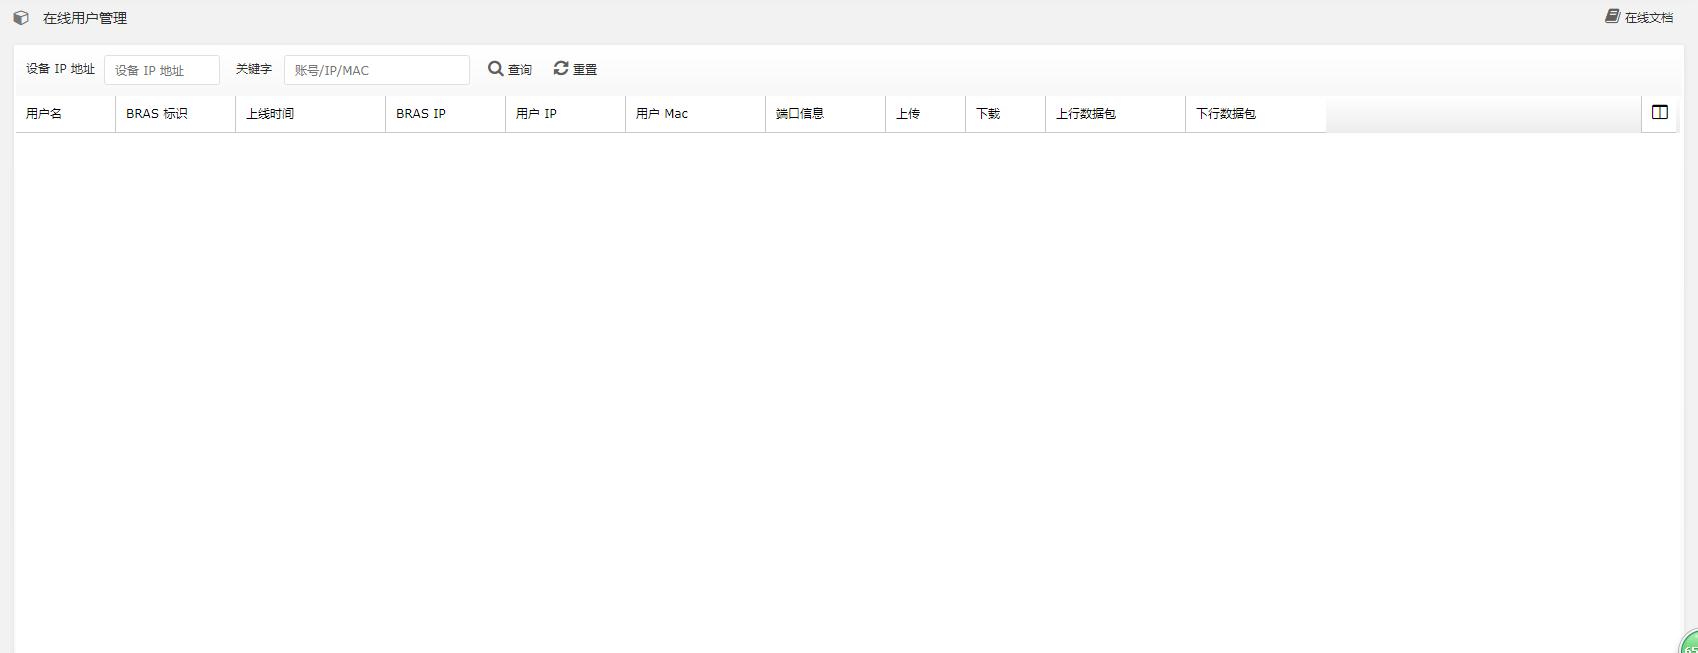 在线用户管理 在线文档
设备 IP 地址 设备 IP 地址 关键字 账号/IP/MAC 查询 重置
用户名 BRAS 标识 上线时间 BRAS IP 用户 IP 用户 Mac 端口信息 上传 下载 上行数据包 下行数据包